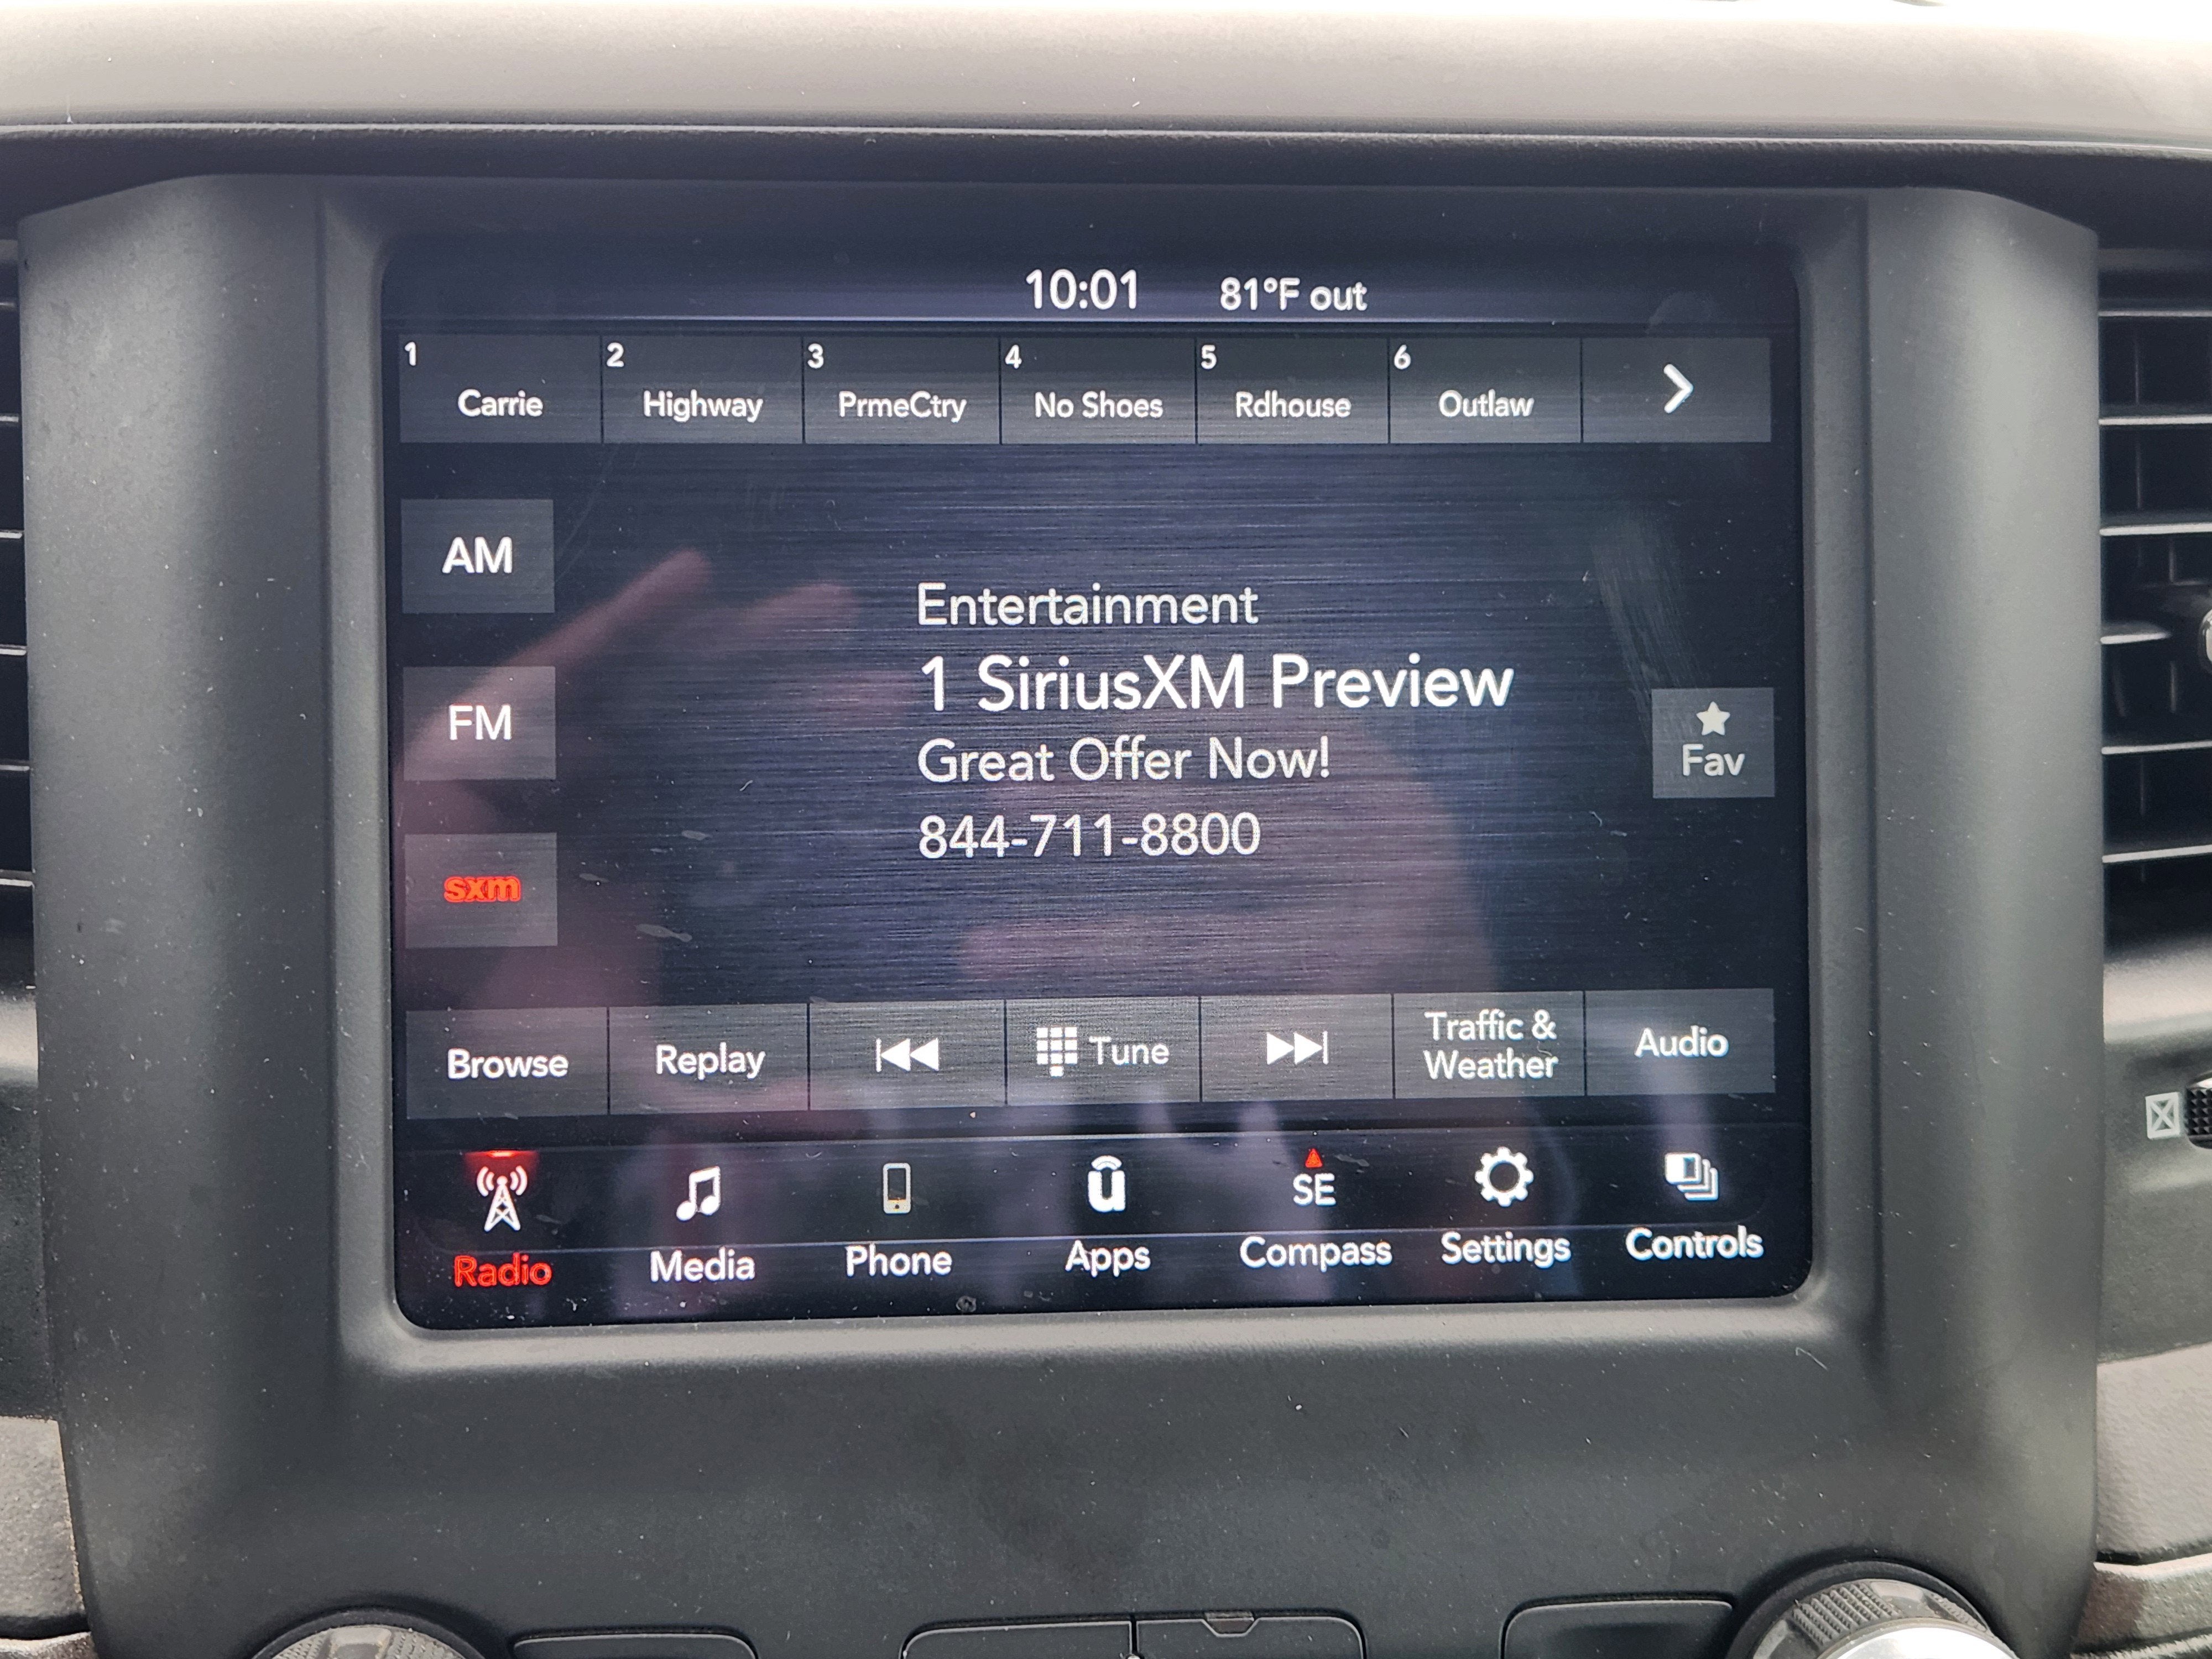 10:01 81°F out
1 2 3 4 5 6
Carrie Highway PrmeCtry No Shoes Rdhouse Outlaw
AM
Entertainment
FM
1 SiriusXM Preview
Great Offer Now!
Fav
844-711-8800
sxm
Browse Replay Tune Traffic & Weather Audio
SE
Radio Media Phone Apps Compass Settings Controls